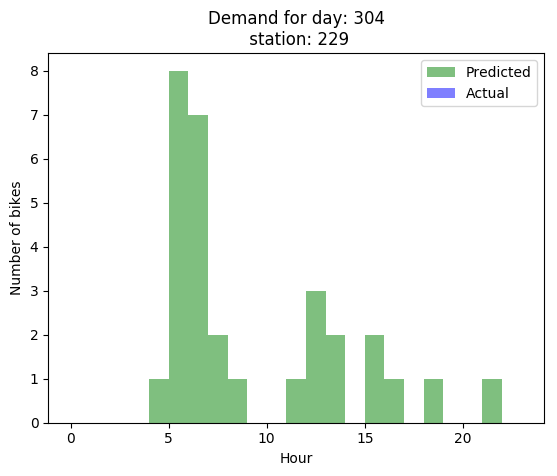 Demand for day: 304
station: 229
Predicted
Actual
8
7
6
5
4
3
2
1
0
Number of bikes
0 5 10 15 20
Hour